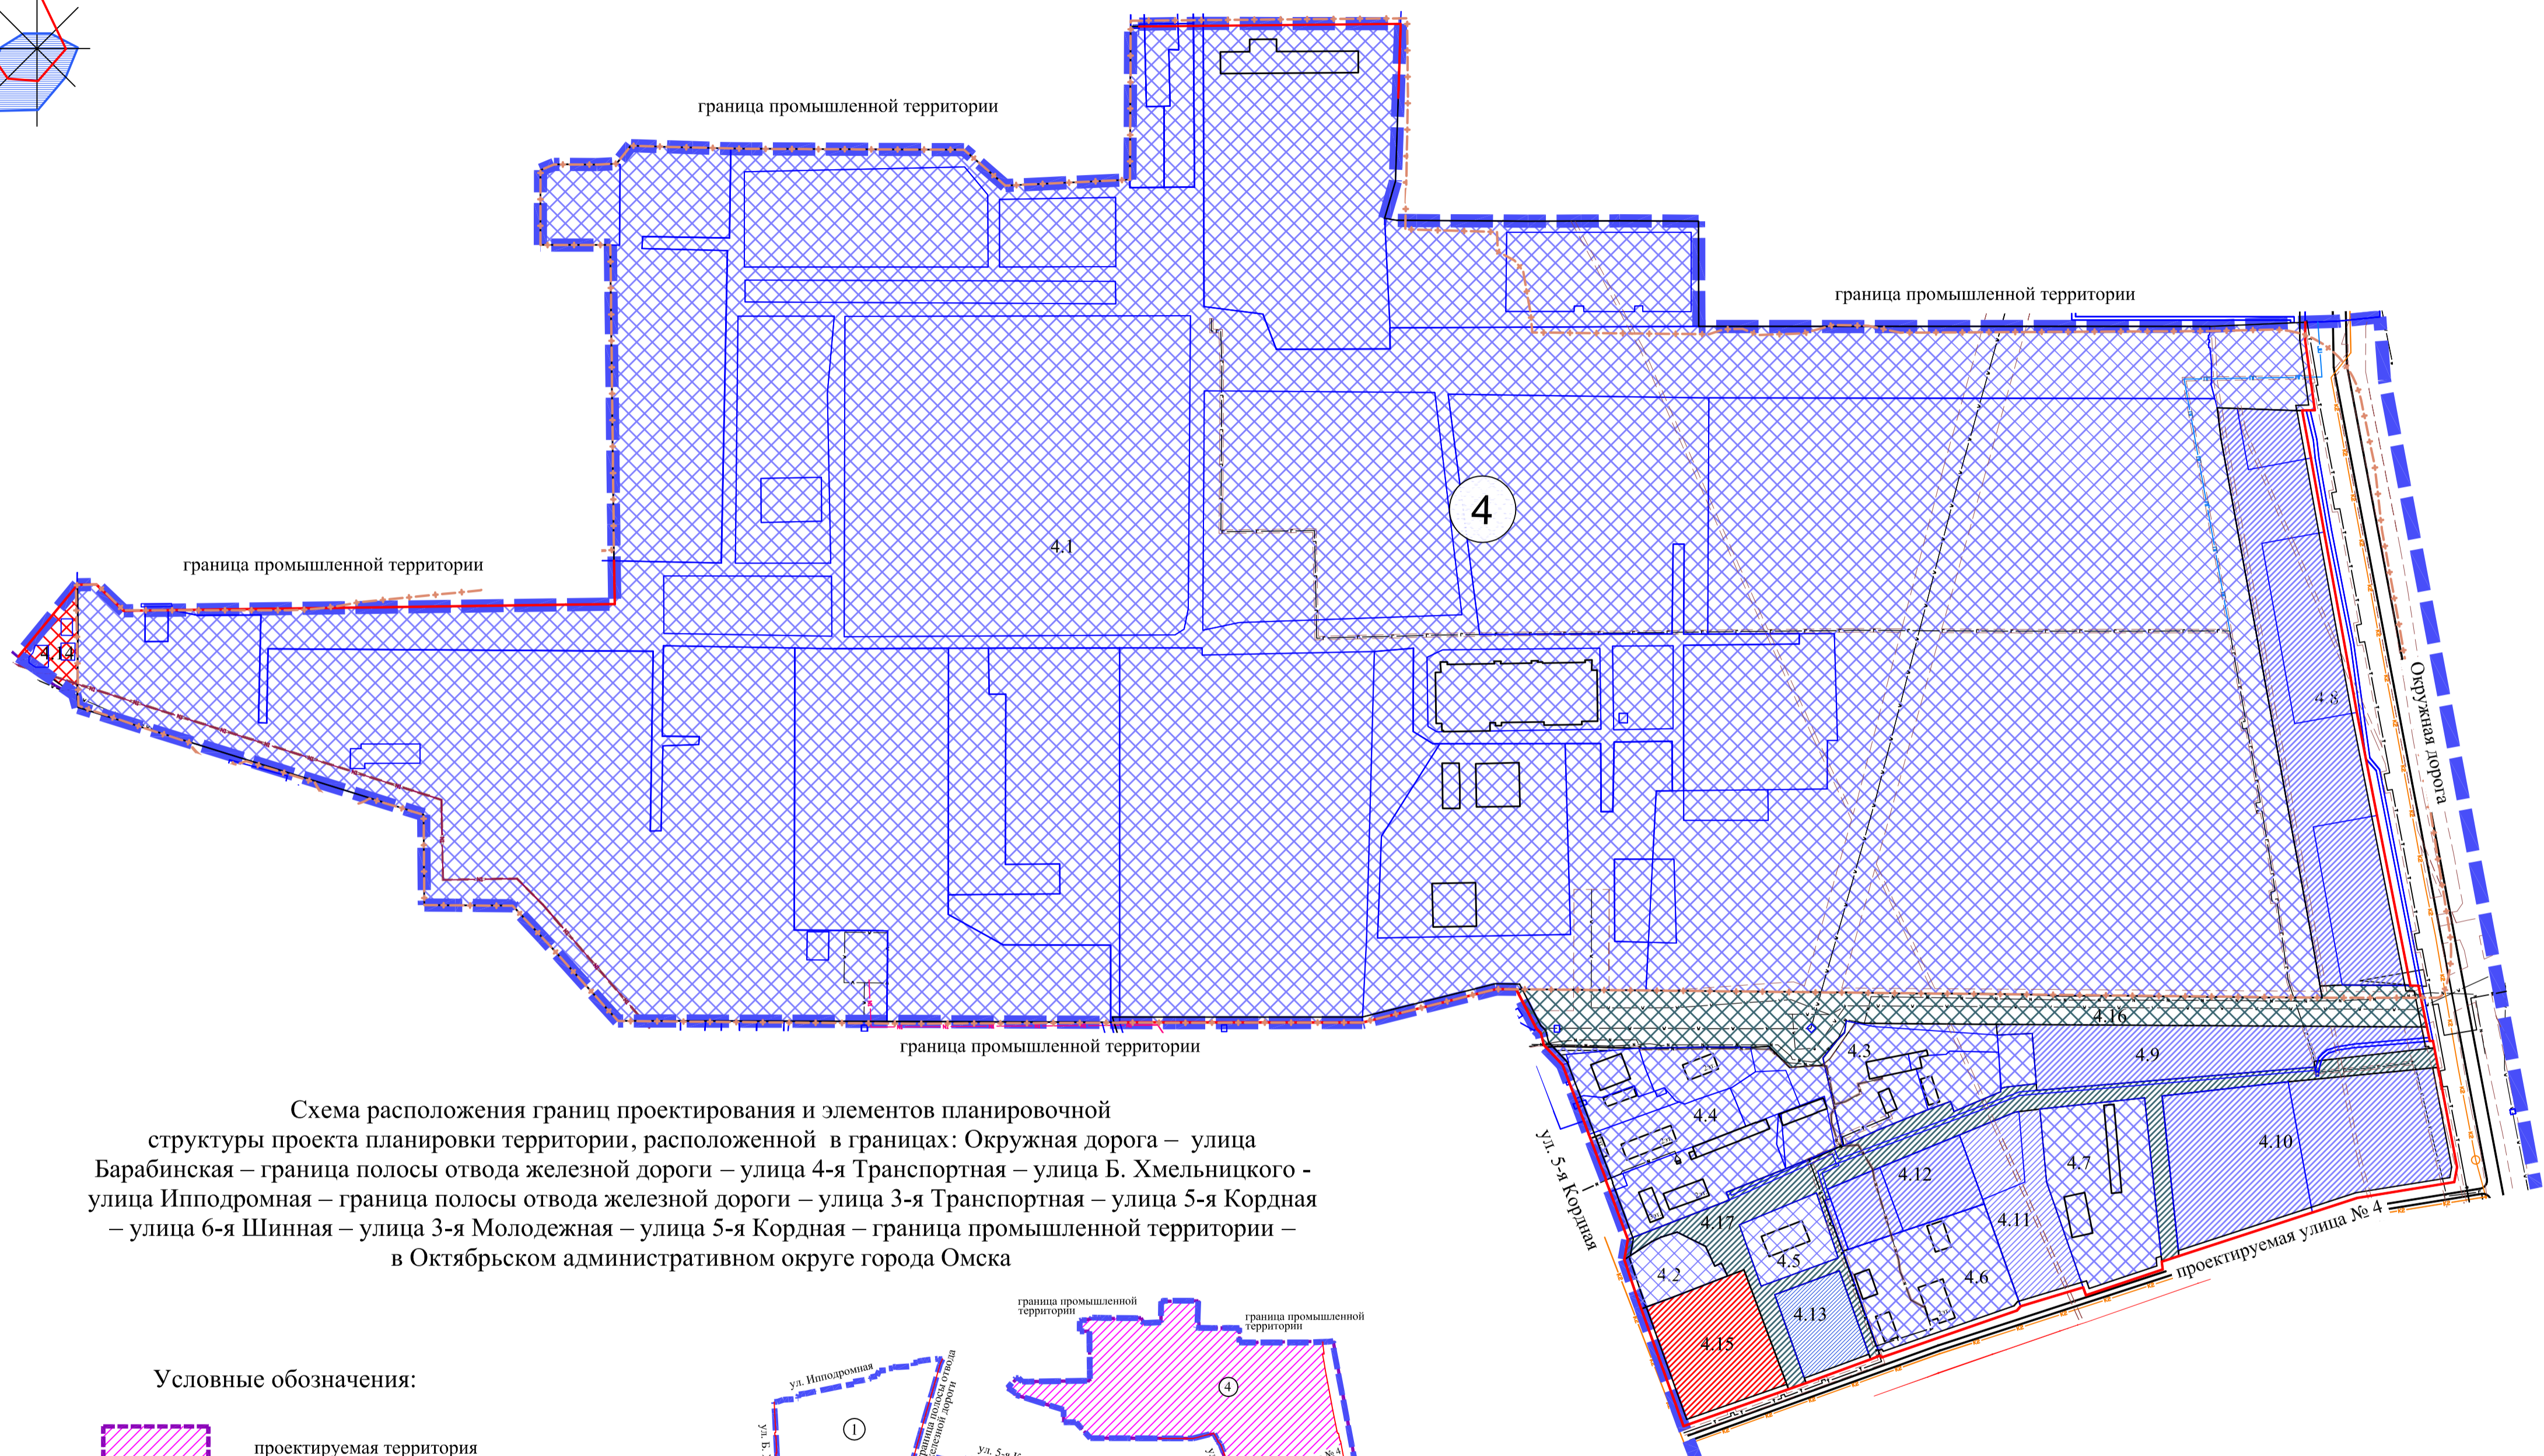 граница промышленной территории
граница промышленной территории
граница промышленной территории
4
4.1
4.14
4.8
Окружная дорога
граница промышленной территории
4.16
4.3
4.9
4.4
4.10
4.7
4.12
4.11
4.17
4.5
4.2
4.6
4.13
4.15
ул. 5-я Кордная
проектируемая улица № 4
Схема расположения границ проектирования и элементов планировочной
структуры проекта планировки территории, расположенной в границах: Окружная дорога – улица
Барабинская – граница полосы отвода железной дороги – улица 4-я Транспортная – улица Б. Хмельницкого -
улица Ипподромная – граница полосы отвода железной дороги – улица 3-я Транспортная – улица 5-я Кордная
– улица 6-я Шинная – улица 3-я Молодежная – улица 5-я Кордная – граница промышленной территории –
в Октябрьском административном округе города Омска
граница промышленной
территории
граница промышленной
территории
ул. Ипподромная
4
1
Условные обозначения:
проектируемая территория